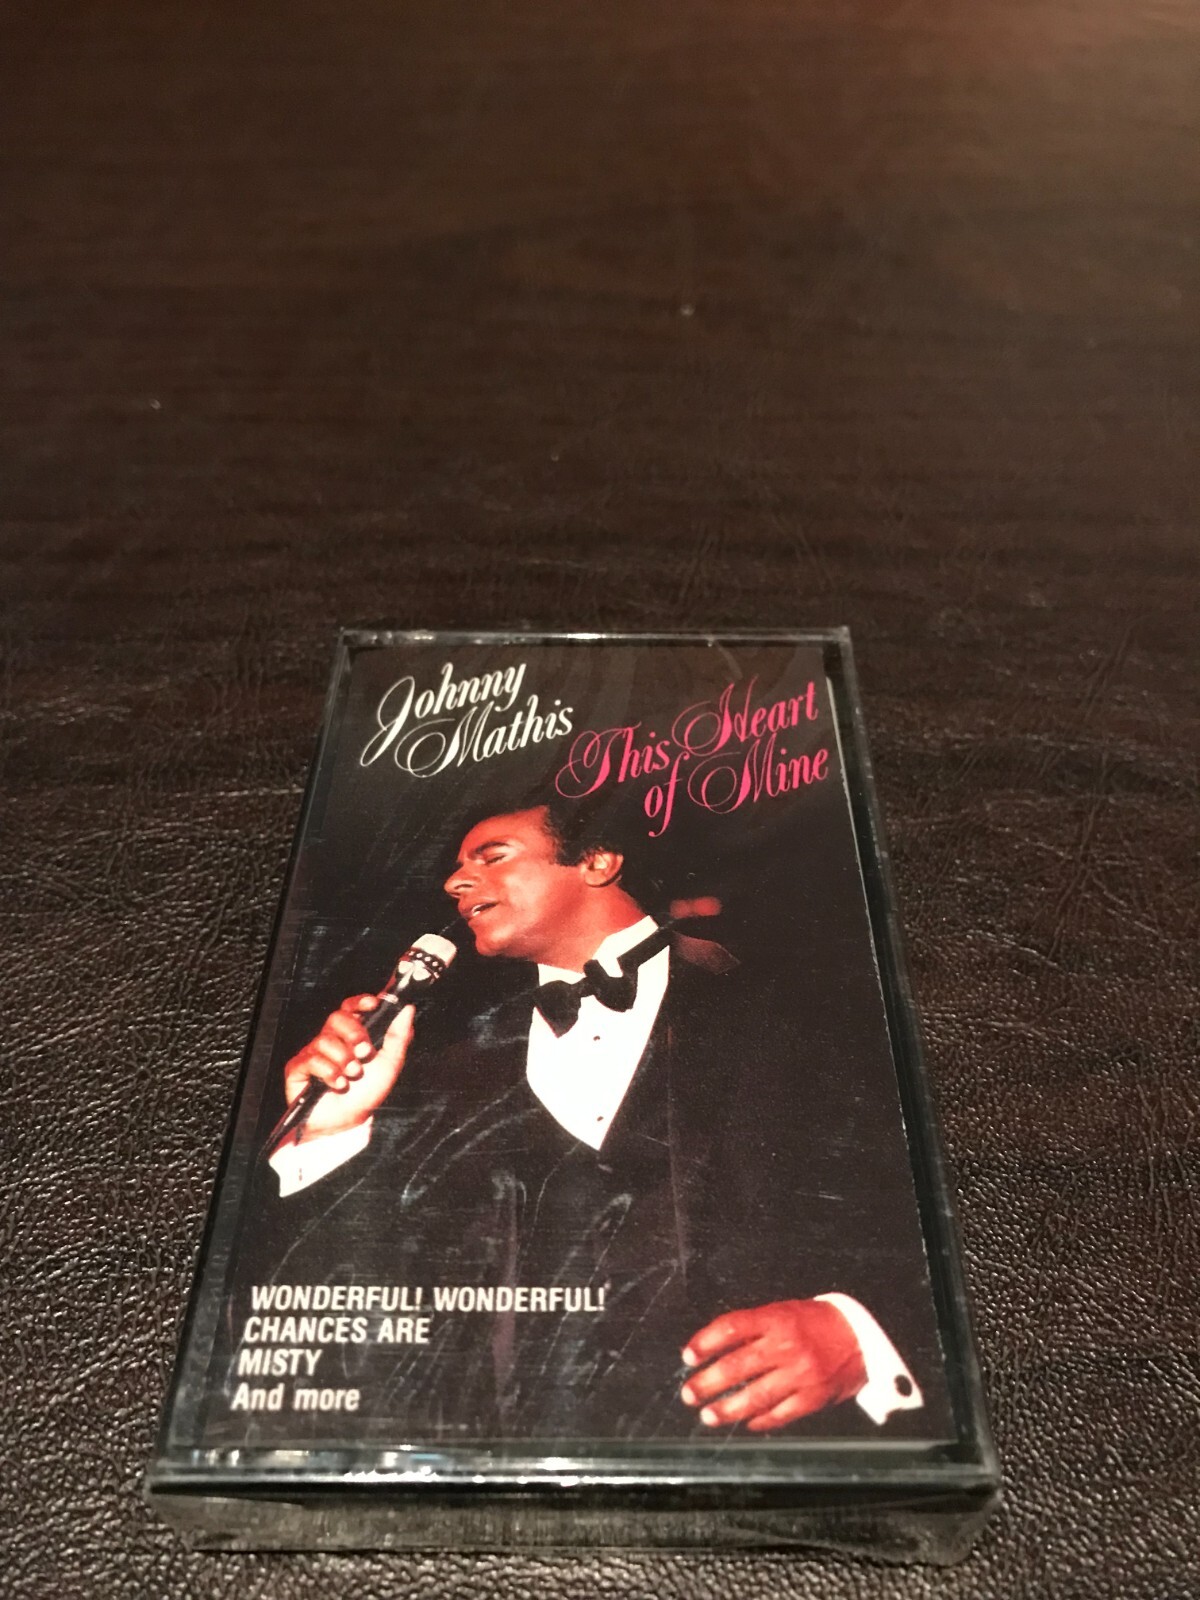 Johnny
Mathis
This Heart
of Mine
WONDERFUL! WONDERFUL!
CHANCES ARE
MISTY
And more